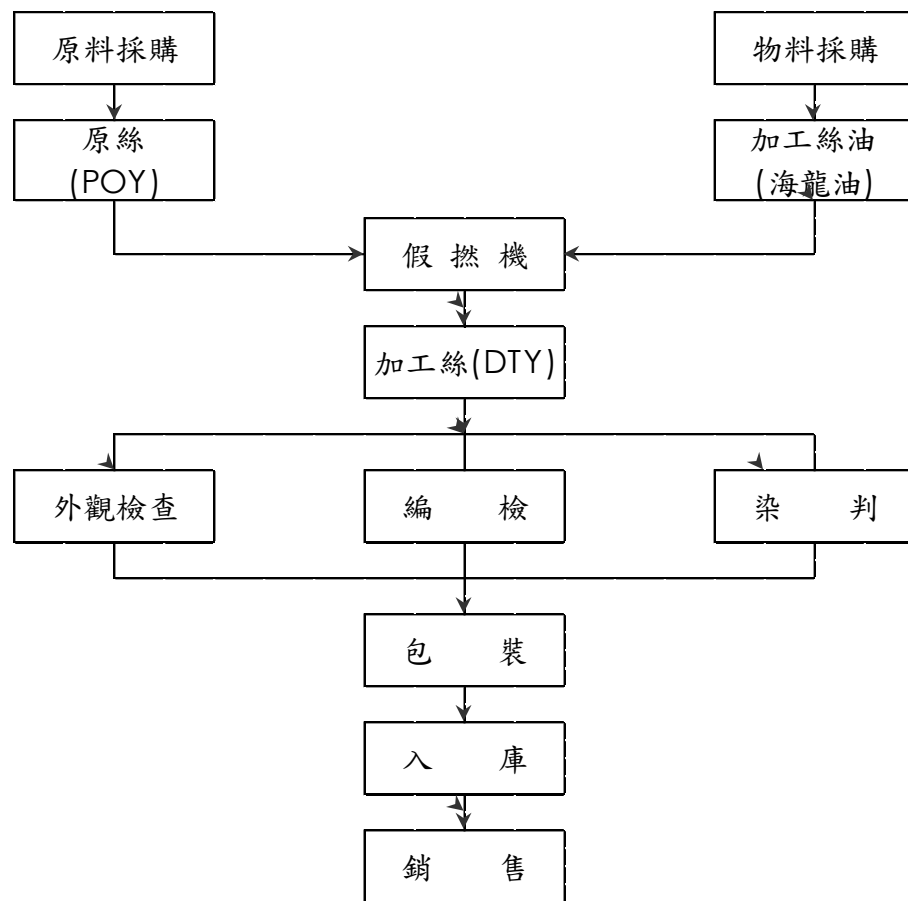 原料採購
物料採購
原絲
(POY)
加工絲油
(海龍油)
假撚機
加工絲(DTY)
外觀檢查
編檢
染判
包裝
入庫
銷售